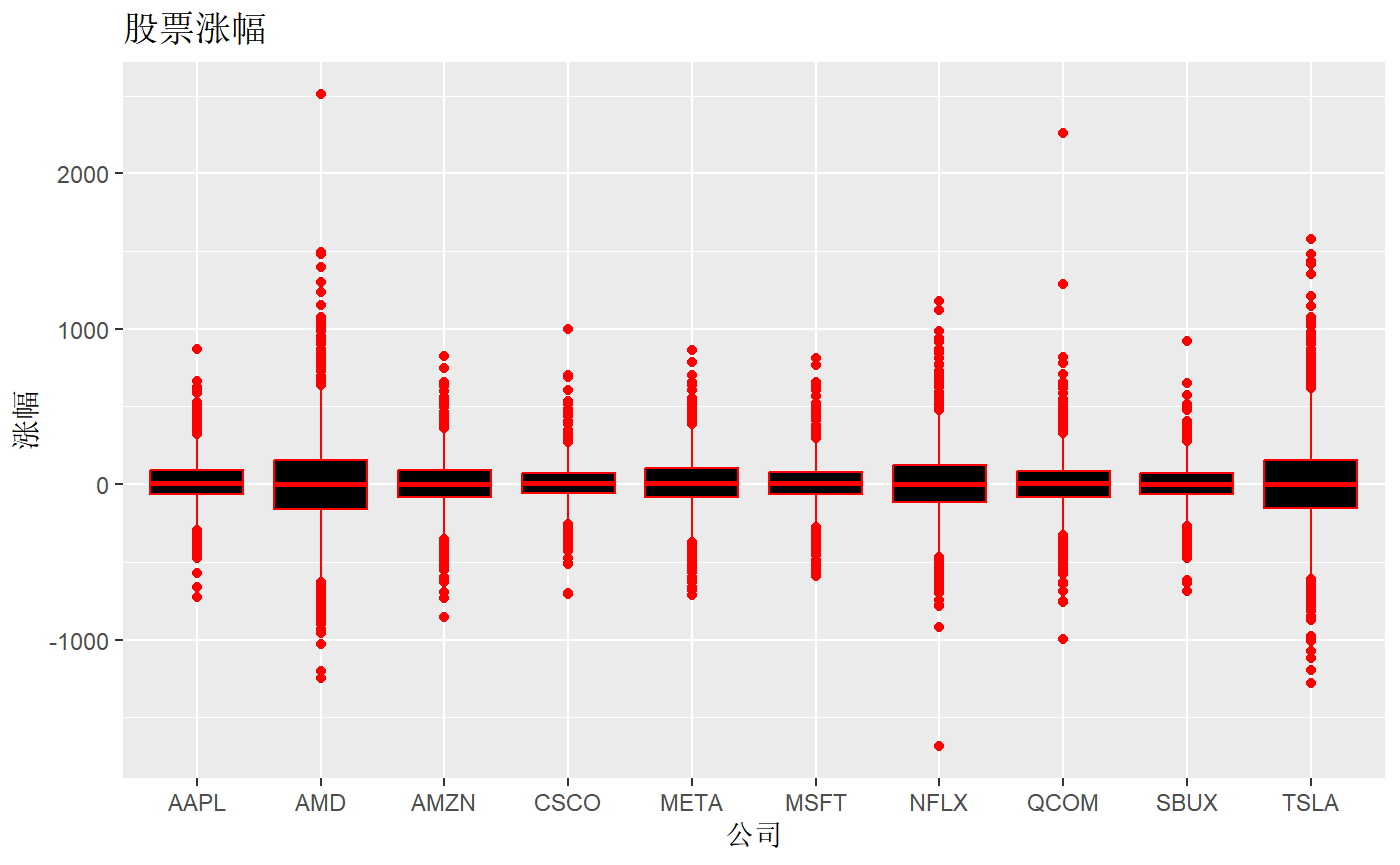 股票涨幅
涨幅
2000
1000
0
-1000
AAPL AMD AMZN CSCO META MSFT NFLX QCOM SBUX TSLA
公司